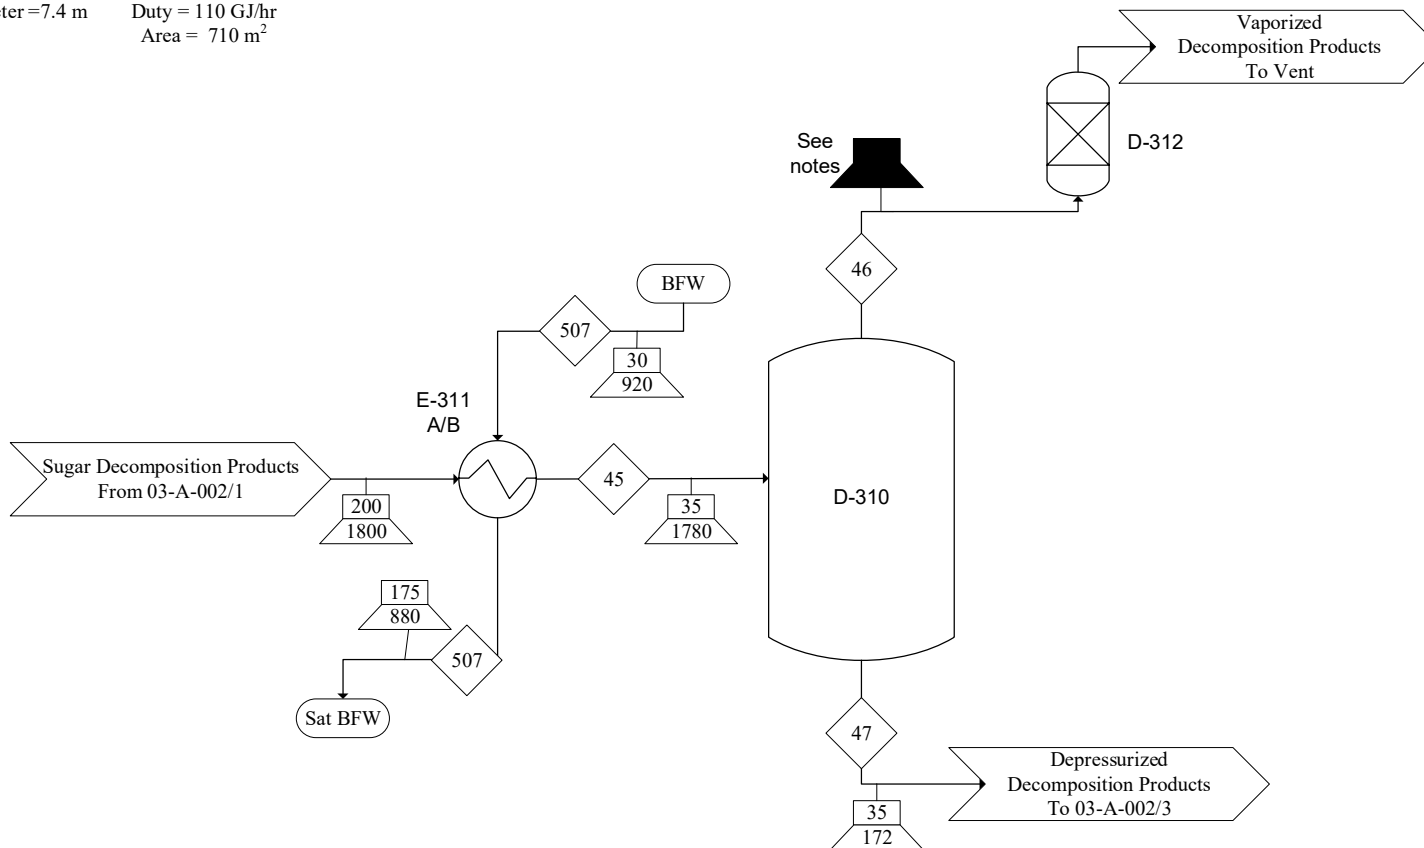 =7.4 m Duty = 110 GJ/hr
Area = 710 m²
Vaporized
Decomposition Products
To Vent
See
notes
D-312
46
BFW
507
30
920
E-311
A/B
Sugar Decomposition Products
From 03-A-002/1
45
D-310
200
1800
35
1780
175
880
507
Sat BFW
47
Depressurized
Decomposition Products
To 03-A-002/3
35
172